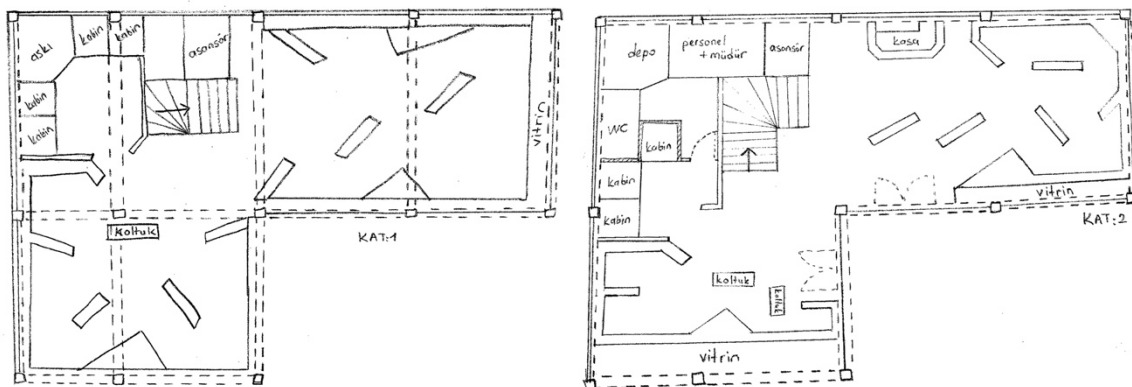 askı
kabin
kabin
asansör
kabin
kabin
vitrin
koltuk
KAT:1
depo
personel
+müdür
asansör
kasa
WC
kabin
kabin
kabin
vitrin
KAT:2
koltuk
koltuk
vitrin